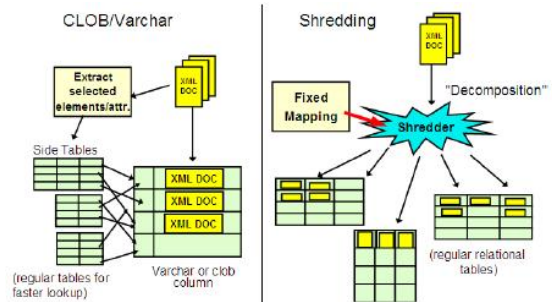 CLOB/Varchar
XML
DOC
Extract
selected
elements/attr.
Side Tables
XML DOC
XML DOC
XML DOC
(regular tables for
faster lookup)
Varchar or clob
column
Shredding
XML
DOC
"Decomposition"
Fixed
Mapping
Shredder
(regular relational
tables)